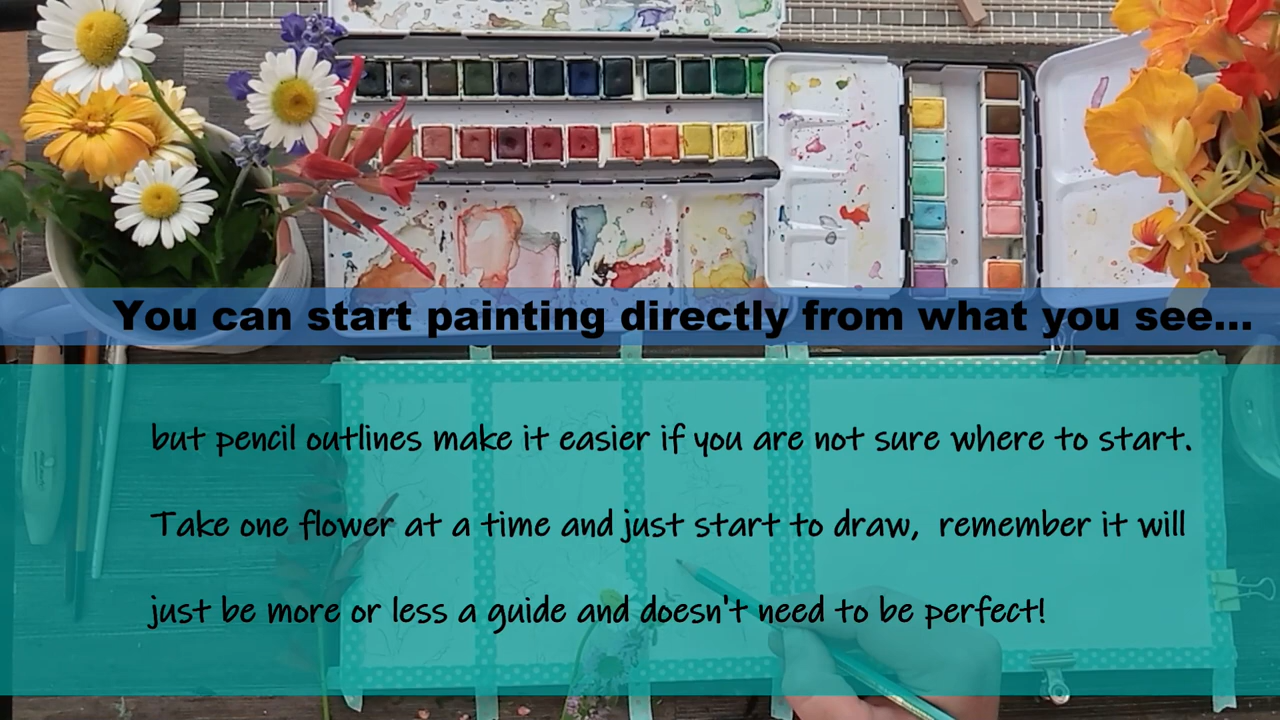 You can start painting directly from what you see...
but pencil outlines make it easier if you are not sure where to start.
Take one flower at a time and just start to draw, remember it will
just be more or less a guide and doesn't need to be perfect!